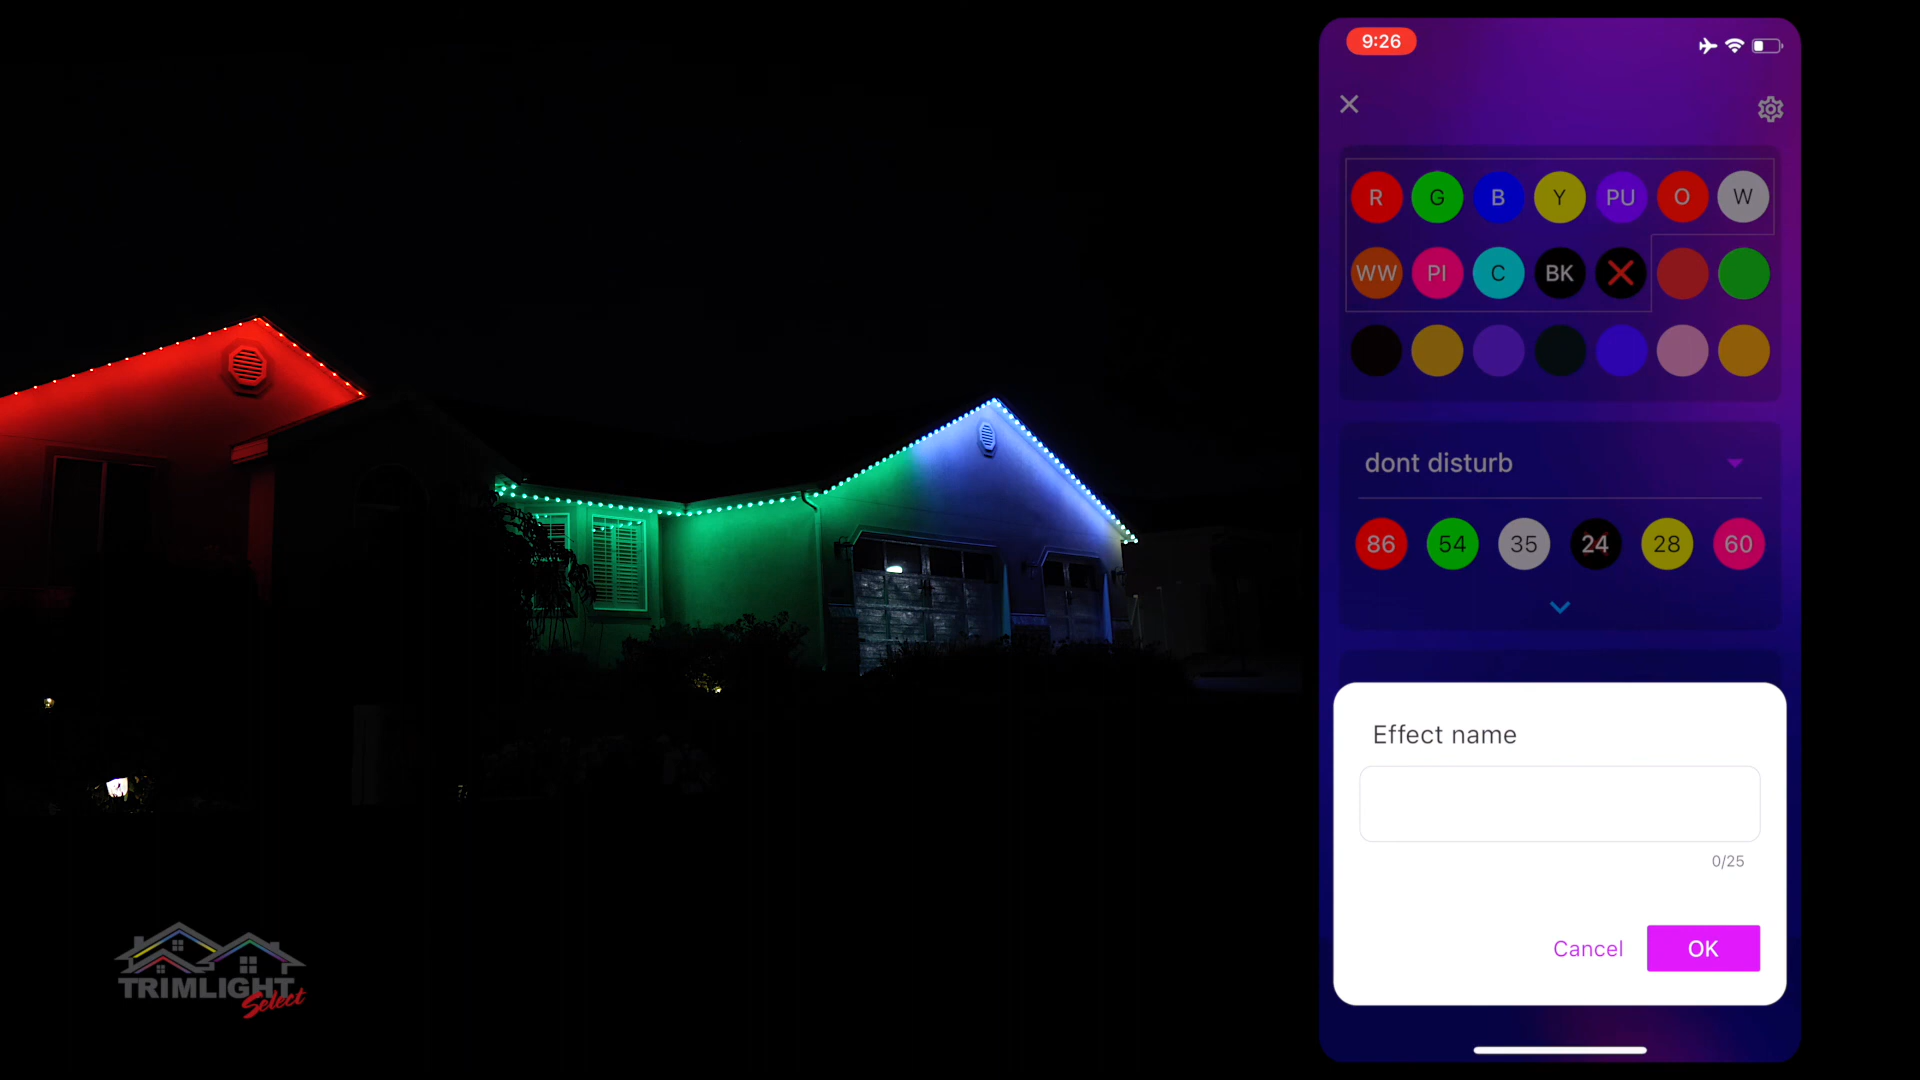 9:26
R G B Y PU O W
WW PI C BK
dont disturb
86 54 35 24 28 60
Effect name
0/25
Cancel OK
TRIMLIGHT
Select